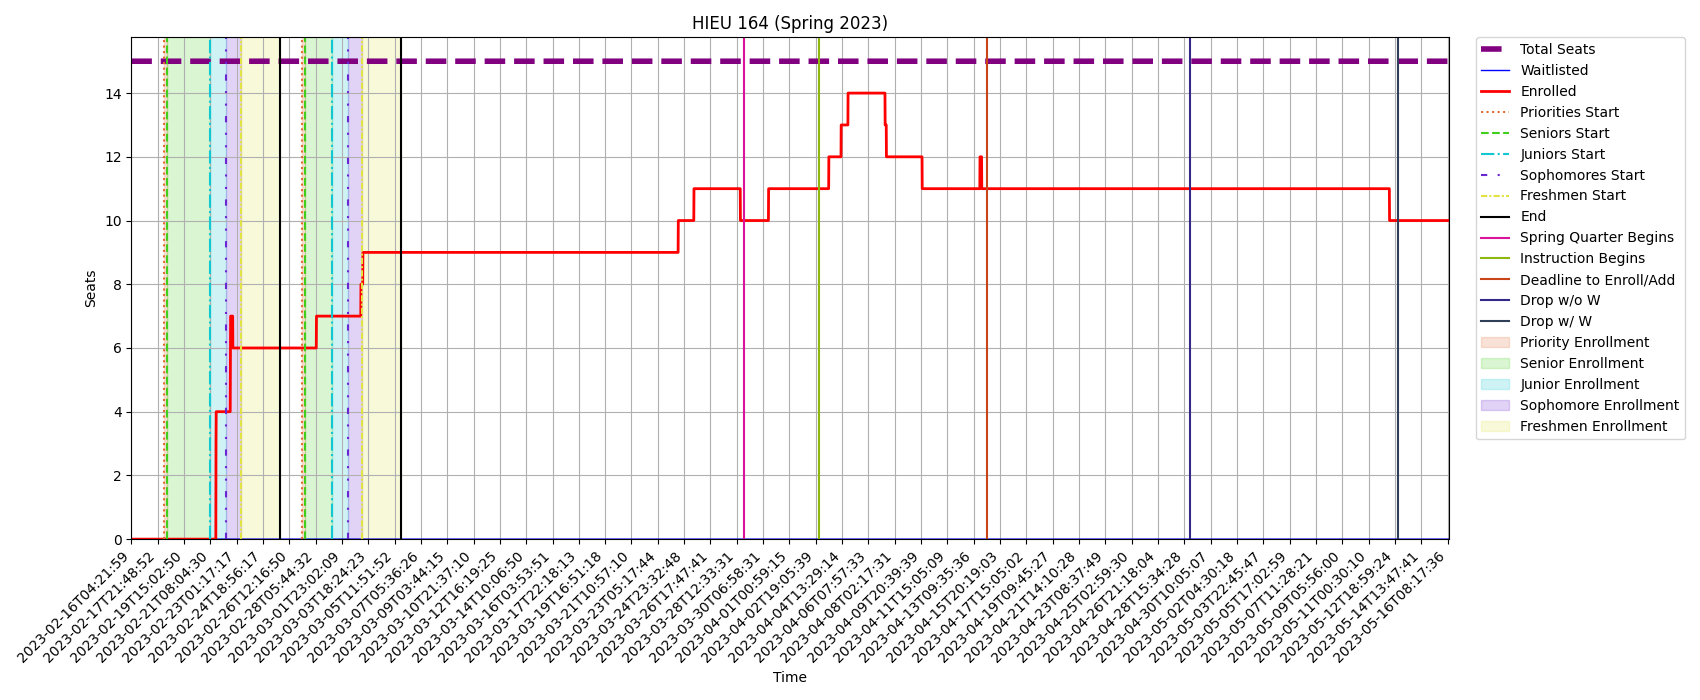 HIEU 164 (Spring 2023)
Seats
14
12
10
8
6
4
2
0
2023-02-16T04:21:59
2023-02-17T21:48:52
2023-02-19T15:02:50
2023-02-21T08:04:30
2023-02-23T01:17:17
2023-02-24T18:56:17
2023-02-26T12:16:50
2023-02-28T05:44:32
2023-03-01T23:02:09
2023-03-03T18:24:23
2023-03-05T11:51:52
2023-03-07T05:36:26
2023-03-09T03:44:15
2023-03-10T21:37:10
2023-03-12T16:19:25
2023-03-14T10:06:50
2023-03-16T03:53:51
2023-03-17T22:18:13
2023-03-19T16:51:18
2023-03-21T10:57:10
2023-03-23T05:17:44
2023-03-24T23:32:48
2023-03-26T17:47:41
2023-03-28T12:33:31
2023-03-30T06:58:31
2023-04-01T00:59:15
2023-04-02T19:05:39
2023-04-04T13:29:14
2023-04-06T07:57:33
2023-04-08T02:17:31
2023-04-09T20:39:39
2023-04-11T15:05:09
2023-04-13T09:35:36
2023-04-15T20:19:03
2023-04-17T15:05:02
2023-04-19T09:45:27
2023-04-21T14:10:28
2023-04-23T08:37:49
2023-04-25T02:59:30
2023-04-26T21:18:04
2023-04-28T15:34:28
2023-04-30T10:05:07
2023-05-02T04:30:18
2023-05-03T22:45:47
2023-05-05T17:02:59
2023-05-07T11:28:21
2023-05-09T05:56:00
2023-05-11T00:30:10
2023-05-12T18:59:24
2023-05-14T13:47:41
2023-05-16T08:17:36
Time
Total Seats
Waitlisted
Enrolled
Priorities Start
Seniors Start
Juniors Start
Sophomores Start
Freshmen Start
End
Spring Quarter Begins
Instruction Begins
Deadline to Enroll/Add
Drop w/o W
Drop w/ W
Priority Enrollment
Senior Enrollment
Junior Enrollment
Sophomore Enrollment
Freshmen Enrollment